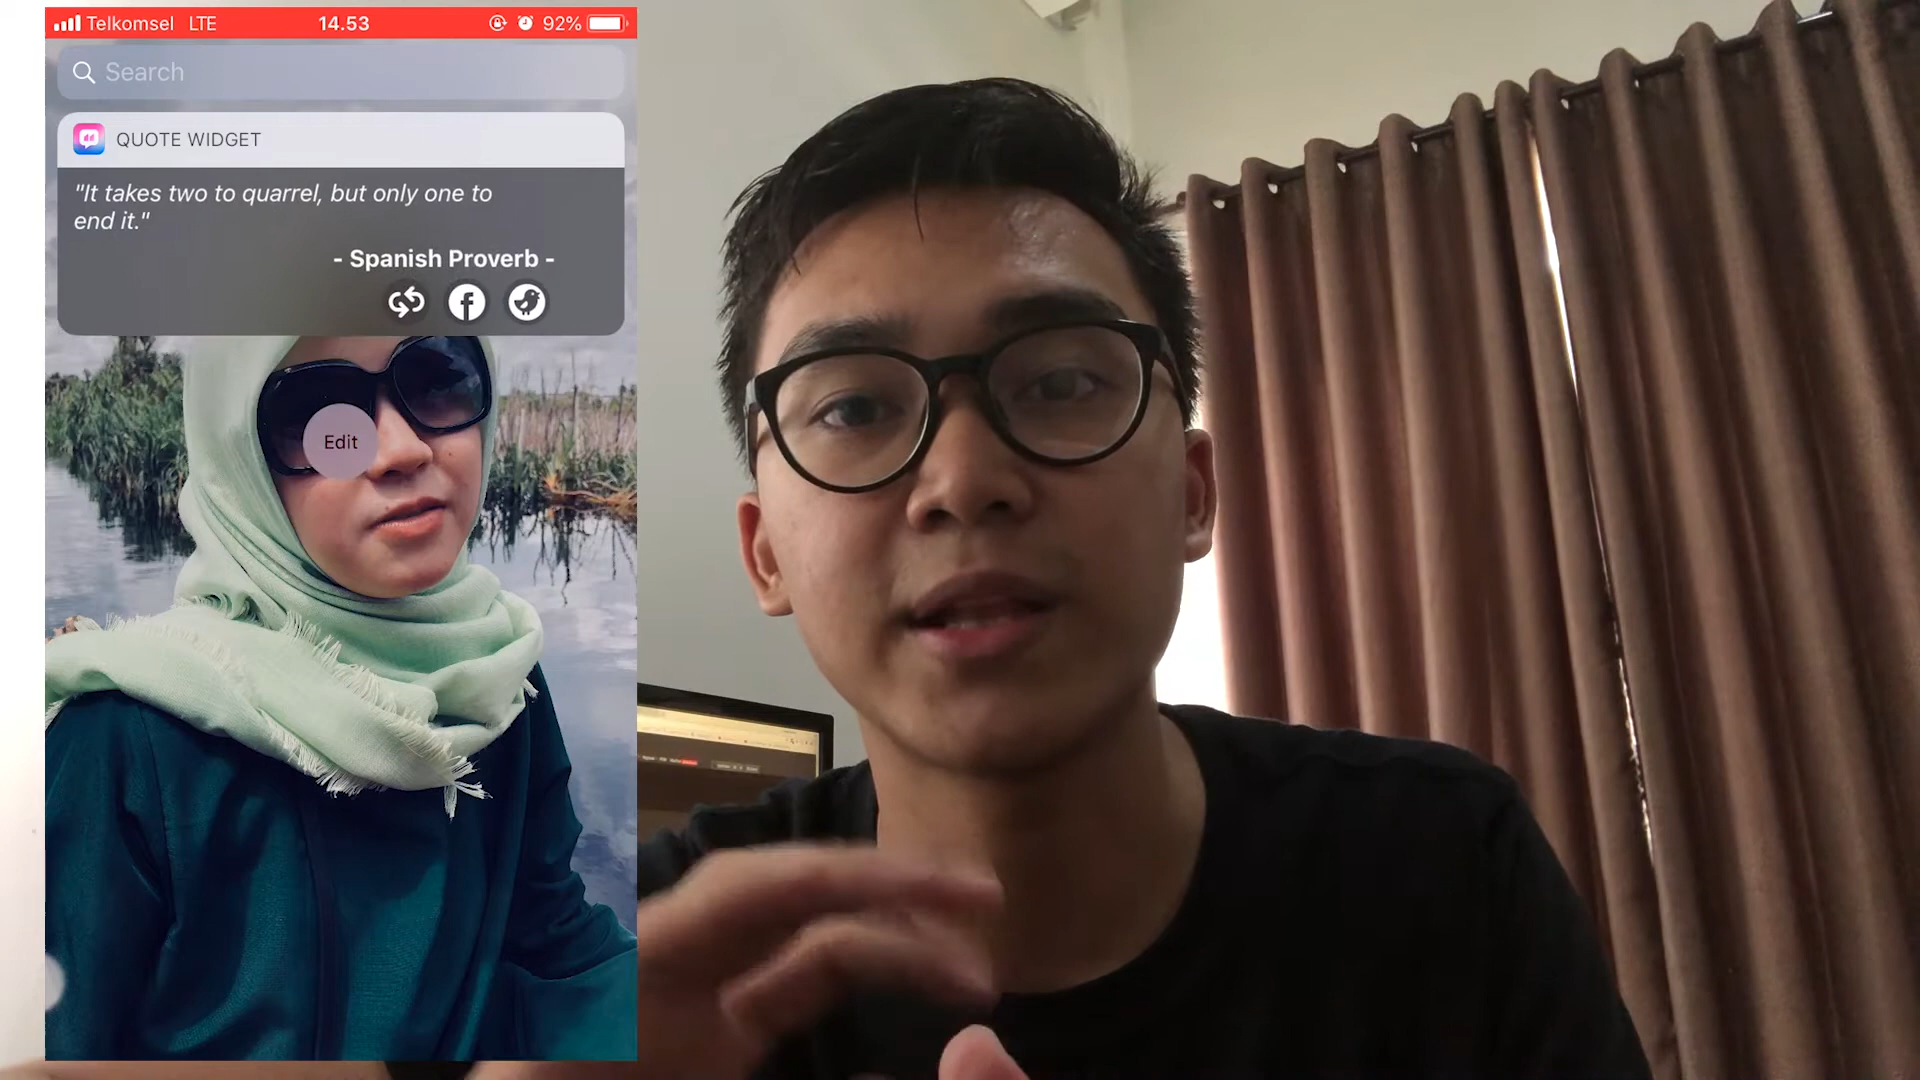 Telkomsel LTE 14.53 92%
Search
QUOTE WIDGET
"It takes two to quarrel, but only one to
end it."
- Spanish Proverb -
Edit